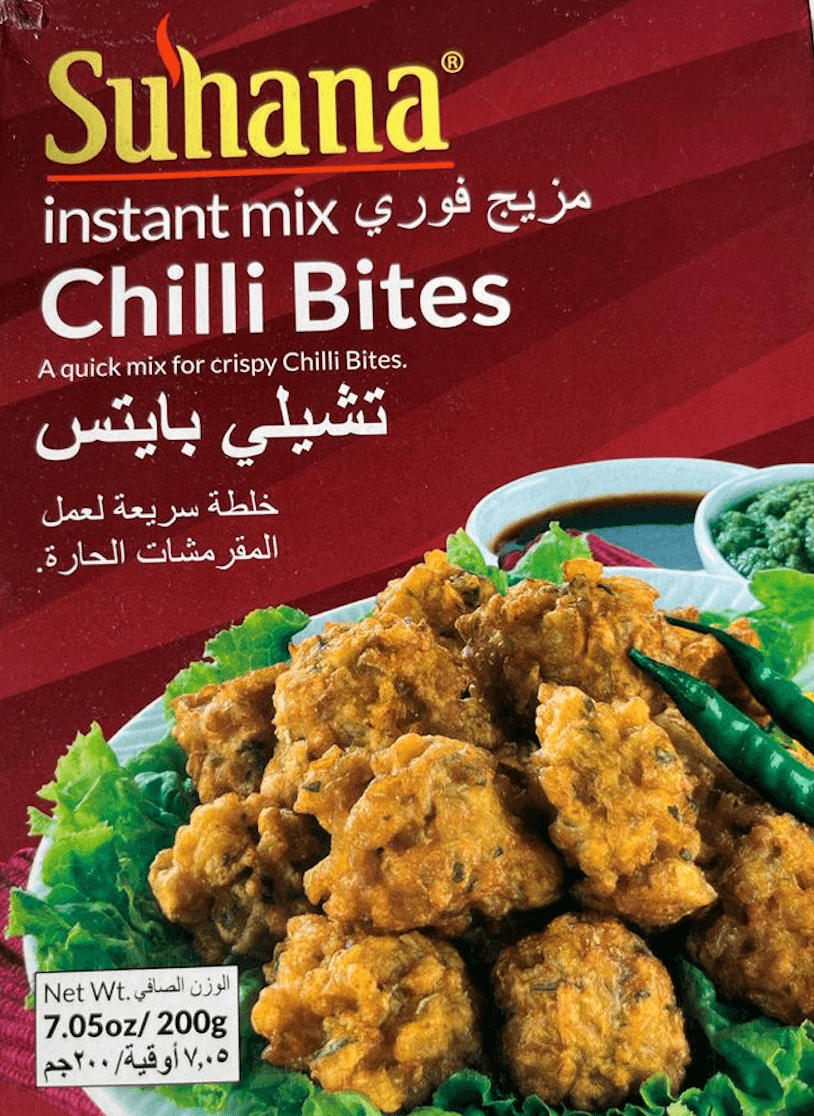 Suhana®
instant mix مزيج فوري
Chilli Bites
A quick mix for crispy Chilli Bites.
تشيلي بايتس
خلطة سريعة لعمل
المقرمشات الحارة.
Net Wt. الوزن الصافي
7.05oz/ 200g
٧,٠٥ أوقية/٢٠٠جم